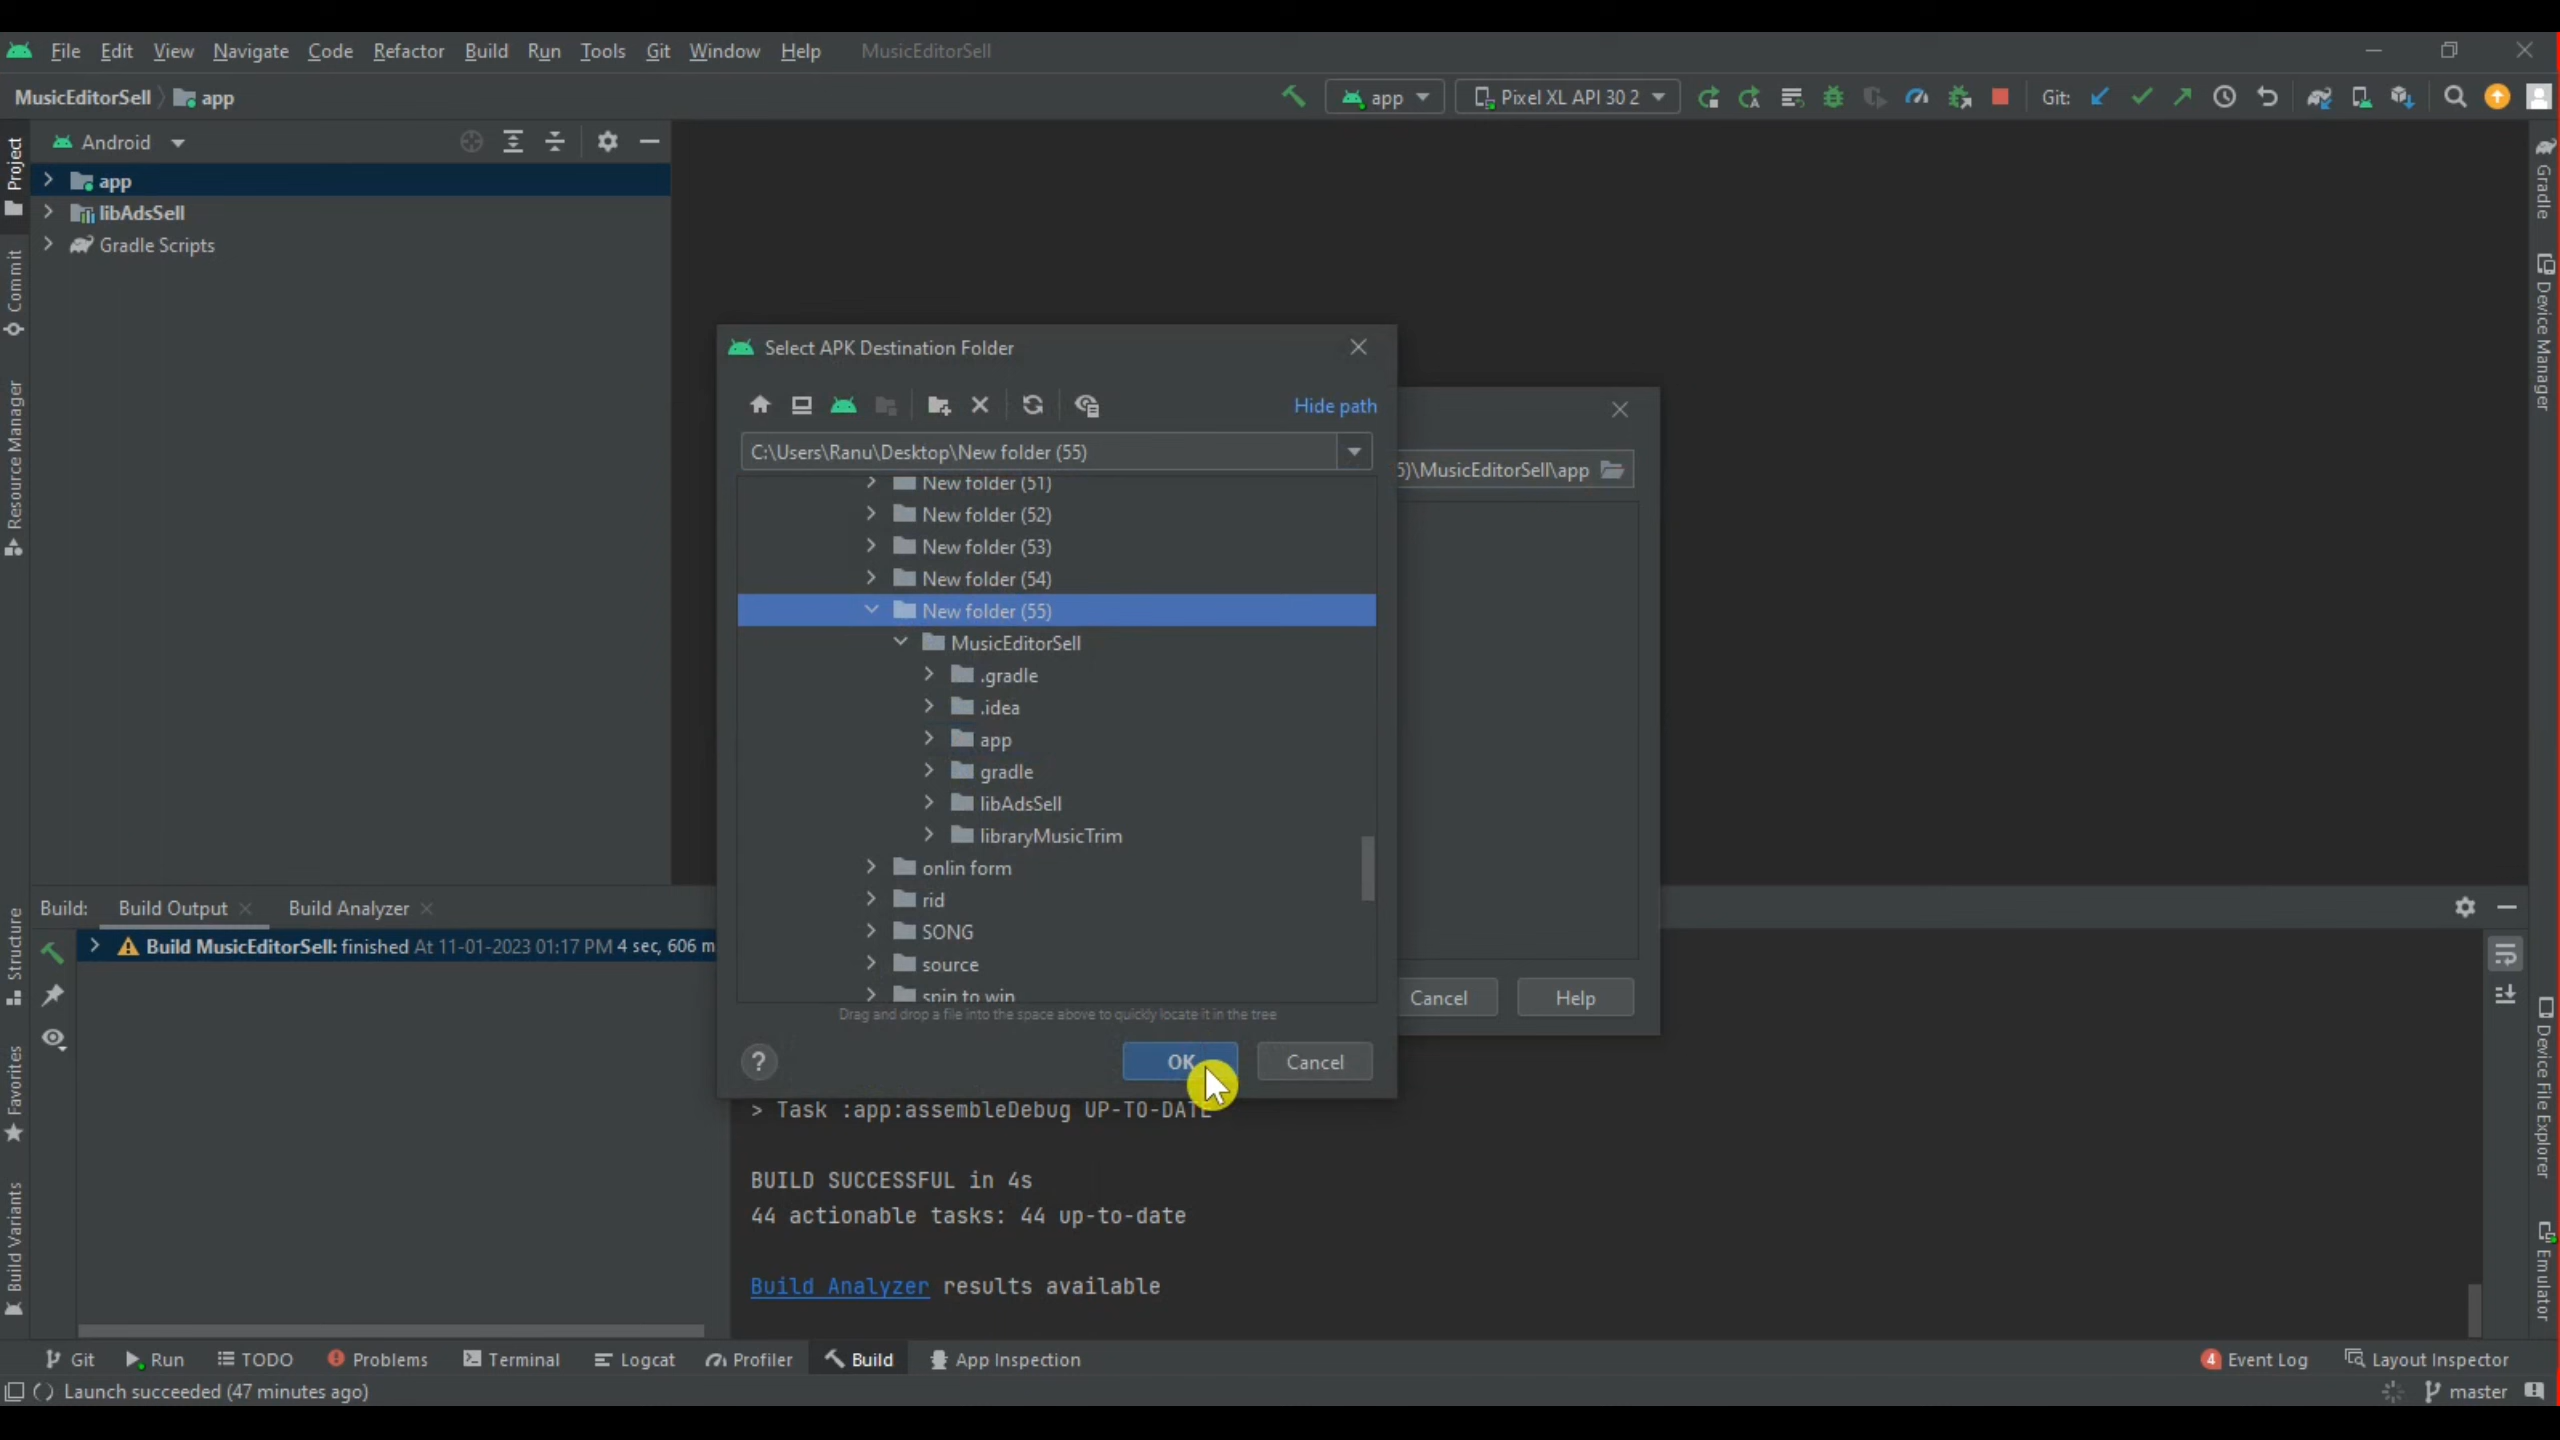 File Edit View Navigate Code Refactor Build Run Tools Git Window Help MusicEditorSell
MusicEditorSell app
app
Pixel XL API 30 2
Git:
Project
Commit
Resource Manager
Structure
Favorites
Build Variants
Android
app
libAdsSell
Gradle Scripts
Select APK Destination Folder
Hide path
C:\Users\Ranu\Desktop\New folder (55)
New folder (51)
New folder (52)
New folder (53)
New folder (54)
New folder (55)
MusicEditorSell
.gradle
.idea
app
gradle
libAdsSell
libraryMusicTrim
onlin form
rid
SONG
source
spin to win
Drag and drop a file into the space above to quickly locate it in the tree
? OK Cancel
5)\MusicEditorSell\app
Cancel Help
Build: Build Output Build Analyzer
Build MusicEditorSell: finished At 11-01-2023 01:17 PM 4 sec, 606 m
> Task :app:assembleDebug UP-TO-DATE
BUILD SUCCESSFUL in 4s
44 actionable tasks: 44 up-to-date
Build Analyzer results available
Gradle
Device Manager
Device File Explorer
Emulator
Git Run TODO Problems Terminal Logcat Profiler Build App Inspection
4 Event Log Layout Inspector
Launch succeeded (47 minutes ago)
master